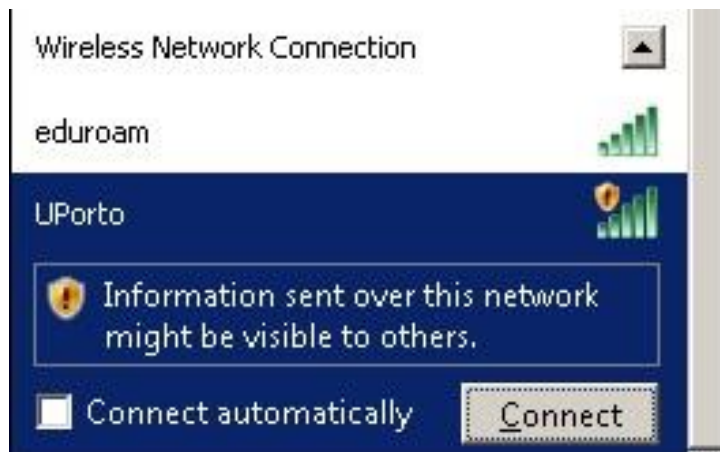 Wireless Network Connection
eduroam
UPorto
Information sent over this network
might be visible to others.
Connect automatically
Connect